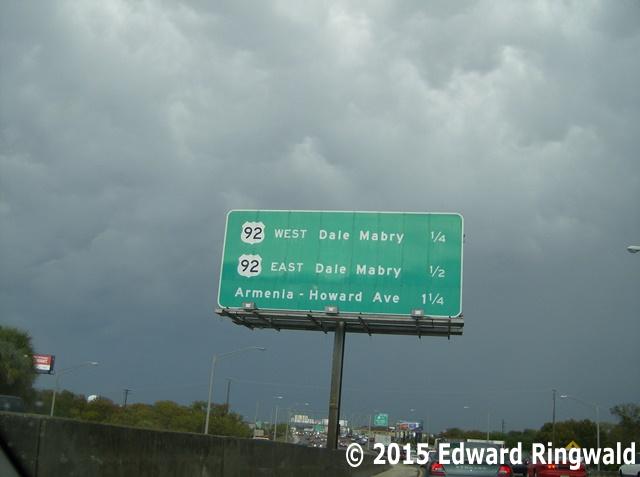 92 WEST Dale Mabry 1/4
92 EAST Dale Mabry 1/2
Armenia - Howard Ave 1 1/4
© 2015 Edward Ringwald